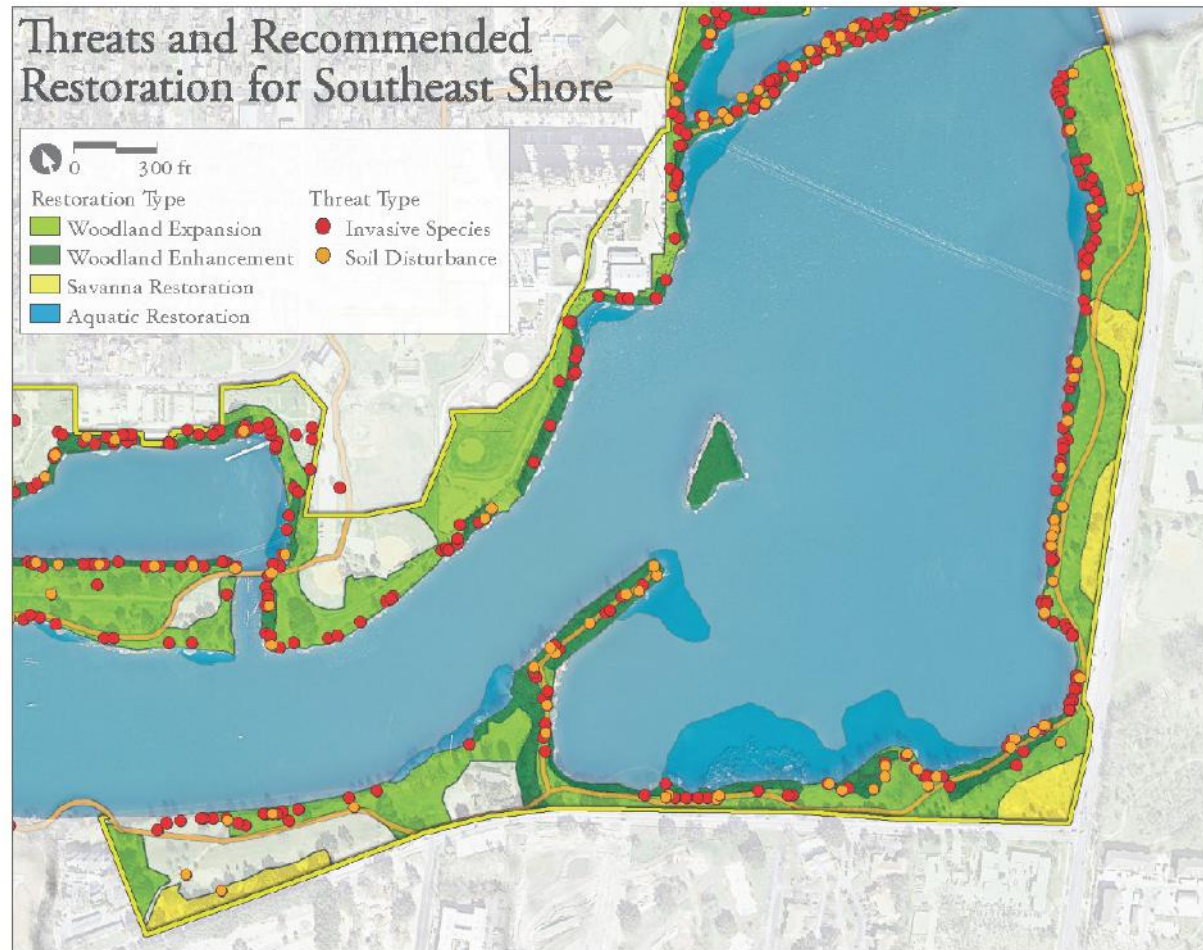 Threats and Recommended
Restoration for Southeast Shore
0 300 ft
Restoration Type
Threat Type
Woodland Expansion
Invasive Species
Woodland Enhancement
Soil Disturbance
Savanna Restoration
Aquatic Restoration